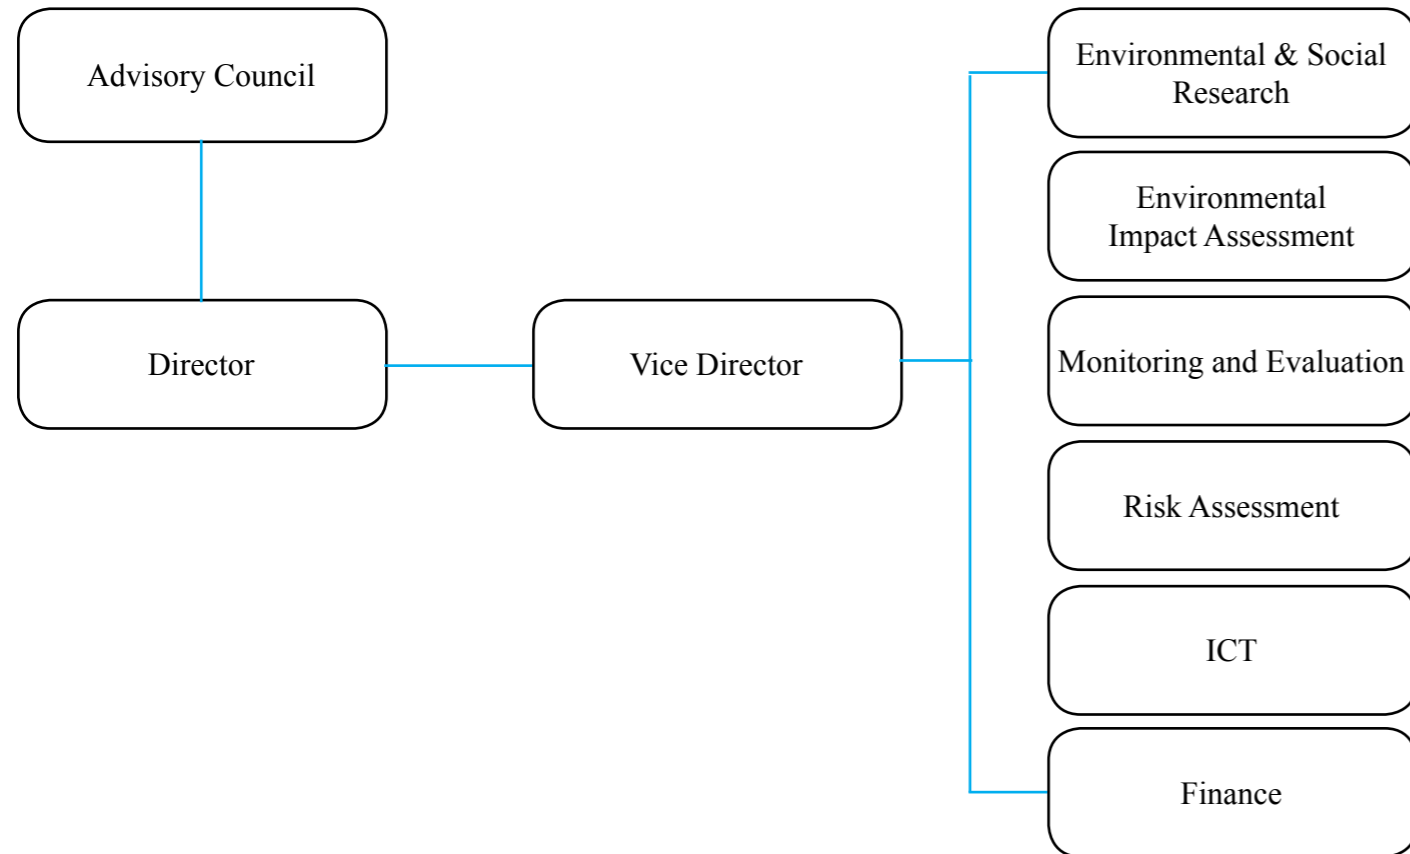 Advisory Council
Director
Vice Director
Environmental & Social
Research
Environmental
Impact Assessment
Monitoring and Evaluation
Risk Assessment
ICT
Finance